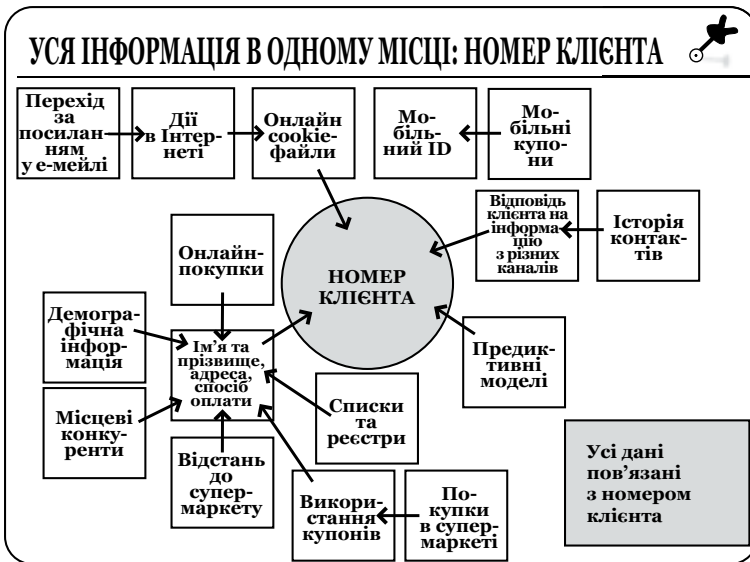 УСЯ ІНФОРМАЦІЯ В ОДНОМУ МІСЦІ: НОМЕР КЛІЄНТА
Перехід
за
посилан-
ням
у е-мейлі
Дії
в Інтер-
неті
Онлайн
cookie-
файли
Мо-
біль-
ний ID
Мо-
більні
купо-
ни
Відповідь
клієнта на
інформа-
цію
з різних
каналів
Історія
контак-
тів
Онлайн-
покупки
НОМЕР
КЛІЄНТА
Демогра-
фічна
інфор-
мація
Ім’я та
прізвище,
адреса,
спосіб
оплати
Предик-
тивні
моделі
Місцеві
конку-
ренти
Списки
та
реєстри
Відстань
до
супер-
маркету
Викори-
стання
купонів
По-
купки
в супер-
маркеті
Усі дані
пов’язані
з номером
клієнта